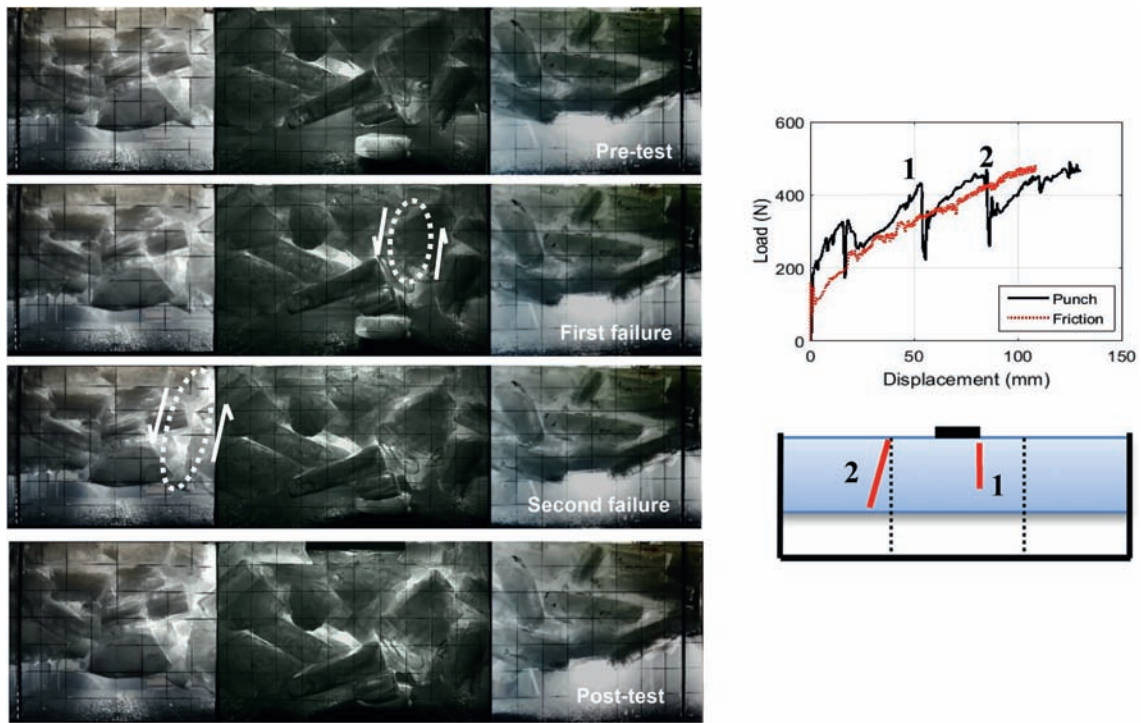 Pre-test
First failure
Second failure
Post-test
600
400
200
0
Load (N)
1
2
Punch
Friction
0
50
100
150
Displacement (mm)
2
1